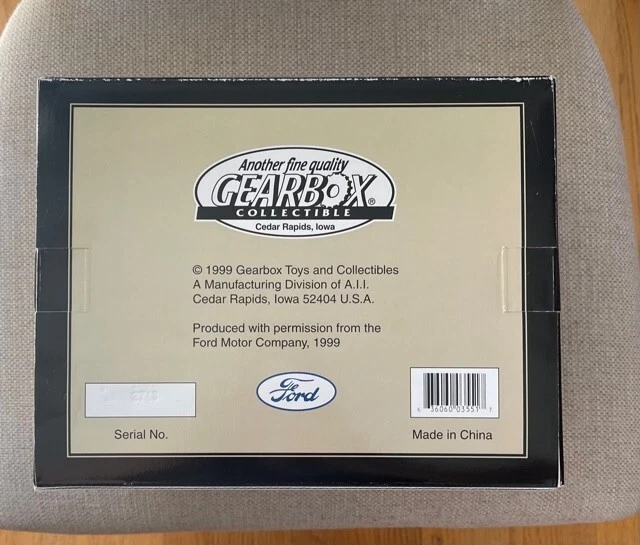 Another fine quality
GEARBOX®
COLLECTIBLE
Cedar Rapids, Iowa
© 1999 Gearbox Toys and Collectibles
A Manufacturing Division of A.I.I.
Cedar Rapids, Iowa 52404 U.S.A.
Produced with permission from the
Ford Motor Company, 1999
Ford
Serial No.
Made in China